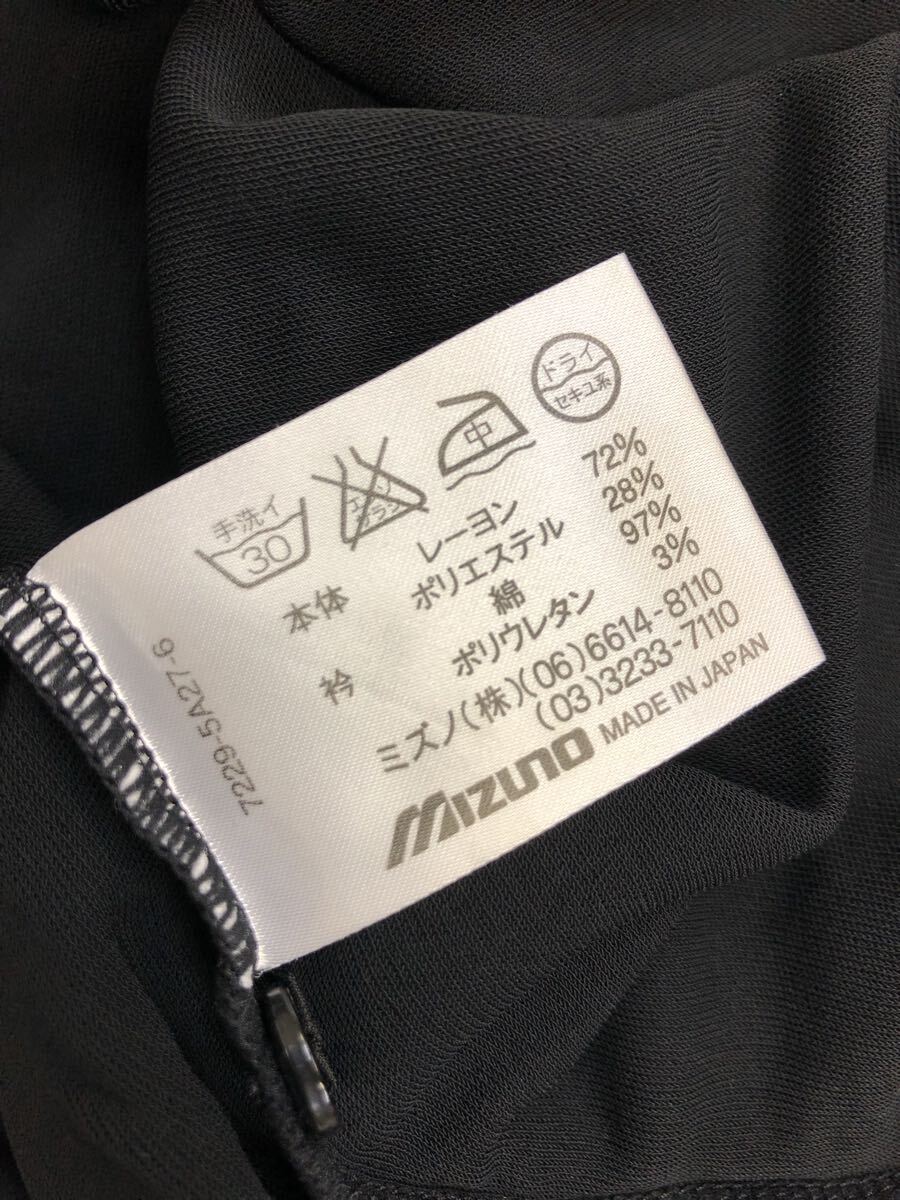 手洗イ
30
エンソ
サラシ
中
ドライ
セキユ系
本体 レーヨン 72%
ポリエステル 28%
衿 綿 97%
ポリウレタン 3%
ミズノ(株)(06)6614-8110
(03)3233-7110
MIZUNO MADE IN JAPAN
7229-5A27-6